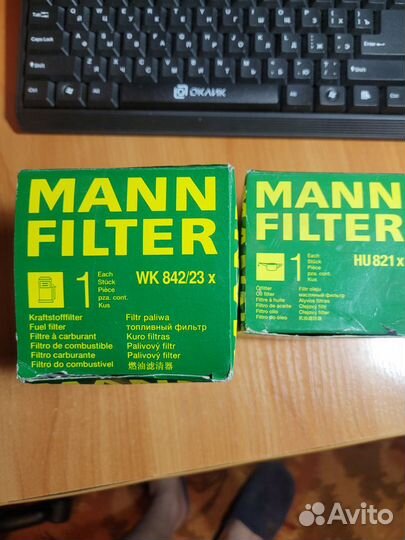 ОКЛИК
MANN
FILTER
1
Each
Stück
Pièce
pza. cont.
Kus
WK 842/23 x
Kraftstofffilter
Fuel filter
Filtre à carburant
Filtro de combustible
Filtro carburante
Filtro de combustível
Filtr paliwa
топливный фильтр
Kuro filtras
Palivový filtr
Palivový filter
燃油滤清器
MANN
FILTER
1
Each
Stück
Pièce
pza. cont.
Kus
HU 821 x
Ölfilter
Oil filter
Filtre à huile
Filtro de aceite
Filtro olio
Filtro do óleo
Filtr oleju
масляный фильтр
Alyvos filtras
Olejový filtr
Olejový filter
机油滤清器
Avito